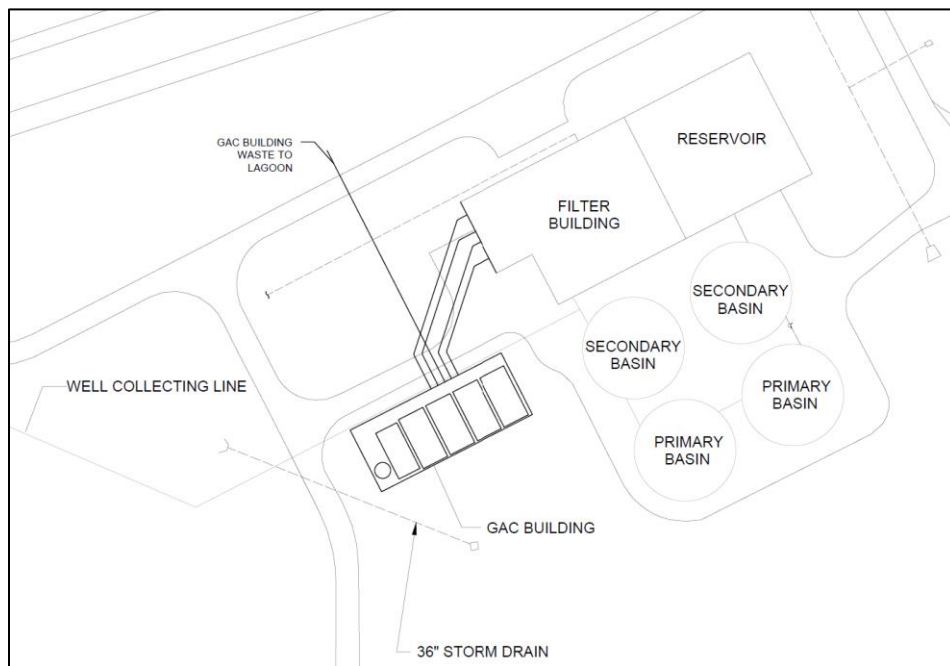 GAC BUILDING
WASTE TO
LAGOON
RESERVOIR
FILTER
BUILDING
SECONDARY
BASIN
SECONDARY
BASIN
WELL COLLECTING LINE
PRIMARY
BASIN
PRIMARY
BASIN
GAC BUILDING
36" STORM DRAIN